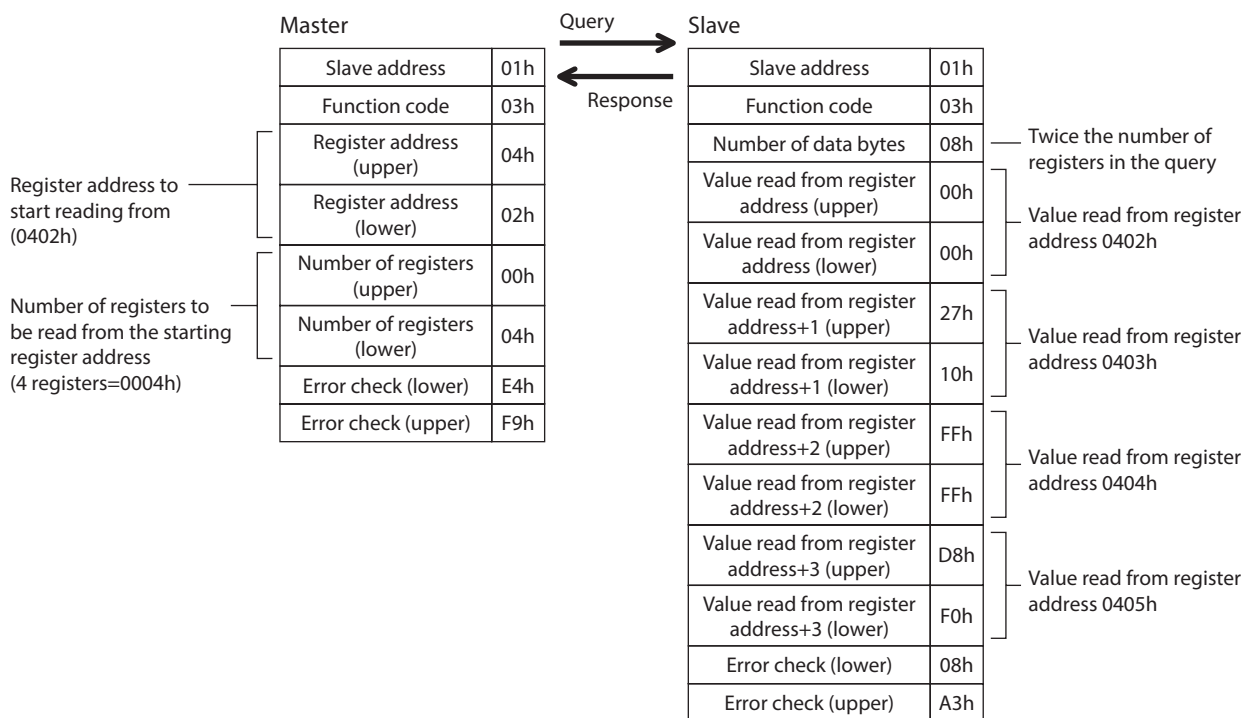 Master
Query
Slave
Response
Slave address 01h
Function code 03h
Register address
(upper) 04h
Register address
(lower) 02h
Number of registers
(upper) 00h
Number of registers
(lower) 04h
Error check (lower) E4h
Error check (upper) F9h
Register address to
start reading from
(0402h)
Number of registers to
be read from the starting
register address
(4 registers=0004h)
Slave address 01h
Function code 03h
Number of data bytes 08h
Value read from register
address (upper) 00h
Value read from register
address (lower) 00h
Value read from register
address+1 (upper) 27h
Value read from register
address+1 (lower) 10h
Value read from register
address+2 (upper) FFh
Value read from register
address+2 (lower) FFh
Value read from register
address+3 (upper) D8h
Value read from register
address+3 (lower) F0h
Error check (lower) 08h
Error check (upper) A3h
Twice the number of
registers in the query
Value read from register
address 0402h
Value read from register
address 0403h
Value read from register
address 0404h
Value read from register
address 0405h